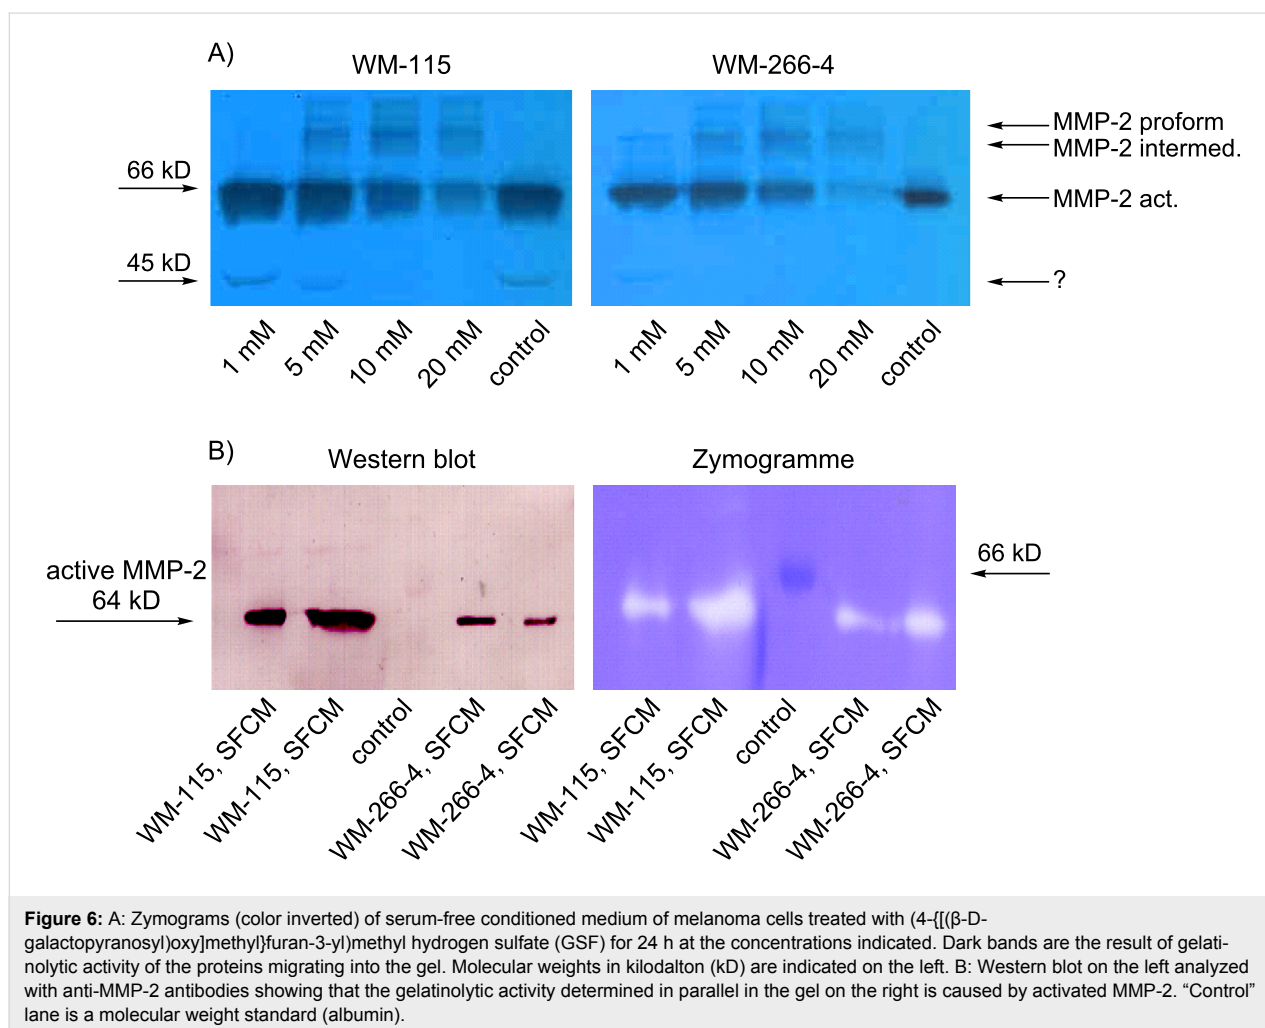 A)
WM-115
WM-266-4
66 kD
45 kD
MMP-2 proform
MMP-2 intermed.
MMP-2 act.
?
1 mM
5 mM
10 mM
20 mM
control
1 mM
5 mM
10 mM
20 mM
control
B)
Western blot
Zymogramme
active MMP-2
64 kD
66 kD
WM-115, SFCM
WM-115, SFCM
control
WM-266-4, SFCM
WM-266-4, SFCM
WM-115, SFCM
WM-115, SFCM
control
WM-266-4, SFCM
WM-266-4, SFCM
Figure 6: A: Zymograms (color inverted) of serum-free conditioned medium of melanoma cells treated with (4-{[(β-D-
galactopyranosyl)oxy]methyl}furan-3-yl)methyl hydrogen sulfate (GSF) for 24 h at the concentrations indicated. Dark bands are the result of gelati-
nolytic activity of the proteins migrating into the gel. Molecular weights in kilodalton (kD) are indicated on the left. B: Western blot on the left analyzed
with anti-MMP-2 antibodies showing that the gelatinolytic activity determined in parallel in the gel on the right is caused by activated MMP-2. “Control”
lane is a molecular weight standard (albumin).